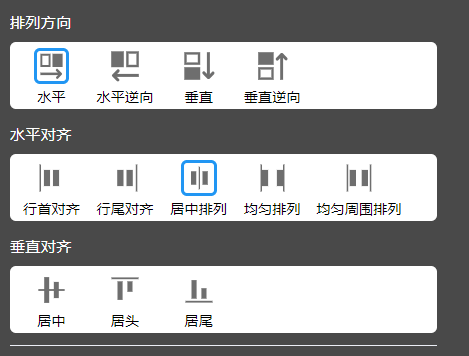 排列方向
水平 水平逆向 垂直 垂直逆向
水平对齐
行首对齐 行尾对齐 居中排列 均匀排列 均匀周围排列
垂直对齐
居中 居头 居尾